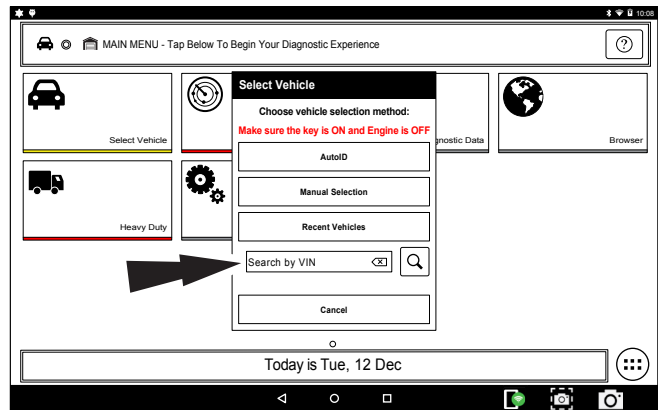 10:08
MAIN MENU - Tap Below To Begin Your Diagnostic Experience
?
Select Vehicle
Select Vehicle
Choose vehicle selection method:
Make sure the key is ON and Engine is OFF
AutoID
Manual Selection
Recent Vehicles
Search by VIN
Cancel
gnostic Data
Browser
Heavy Duty
Today is Tue, 12 Dec